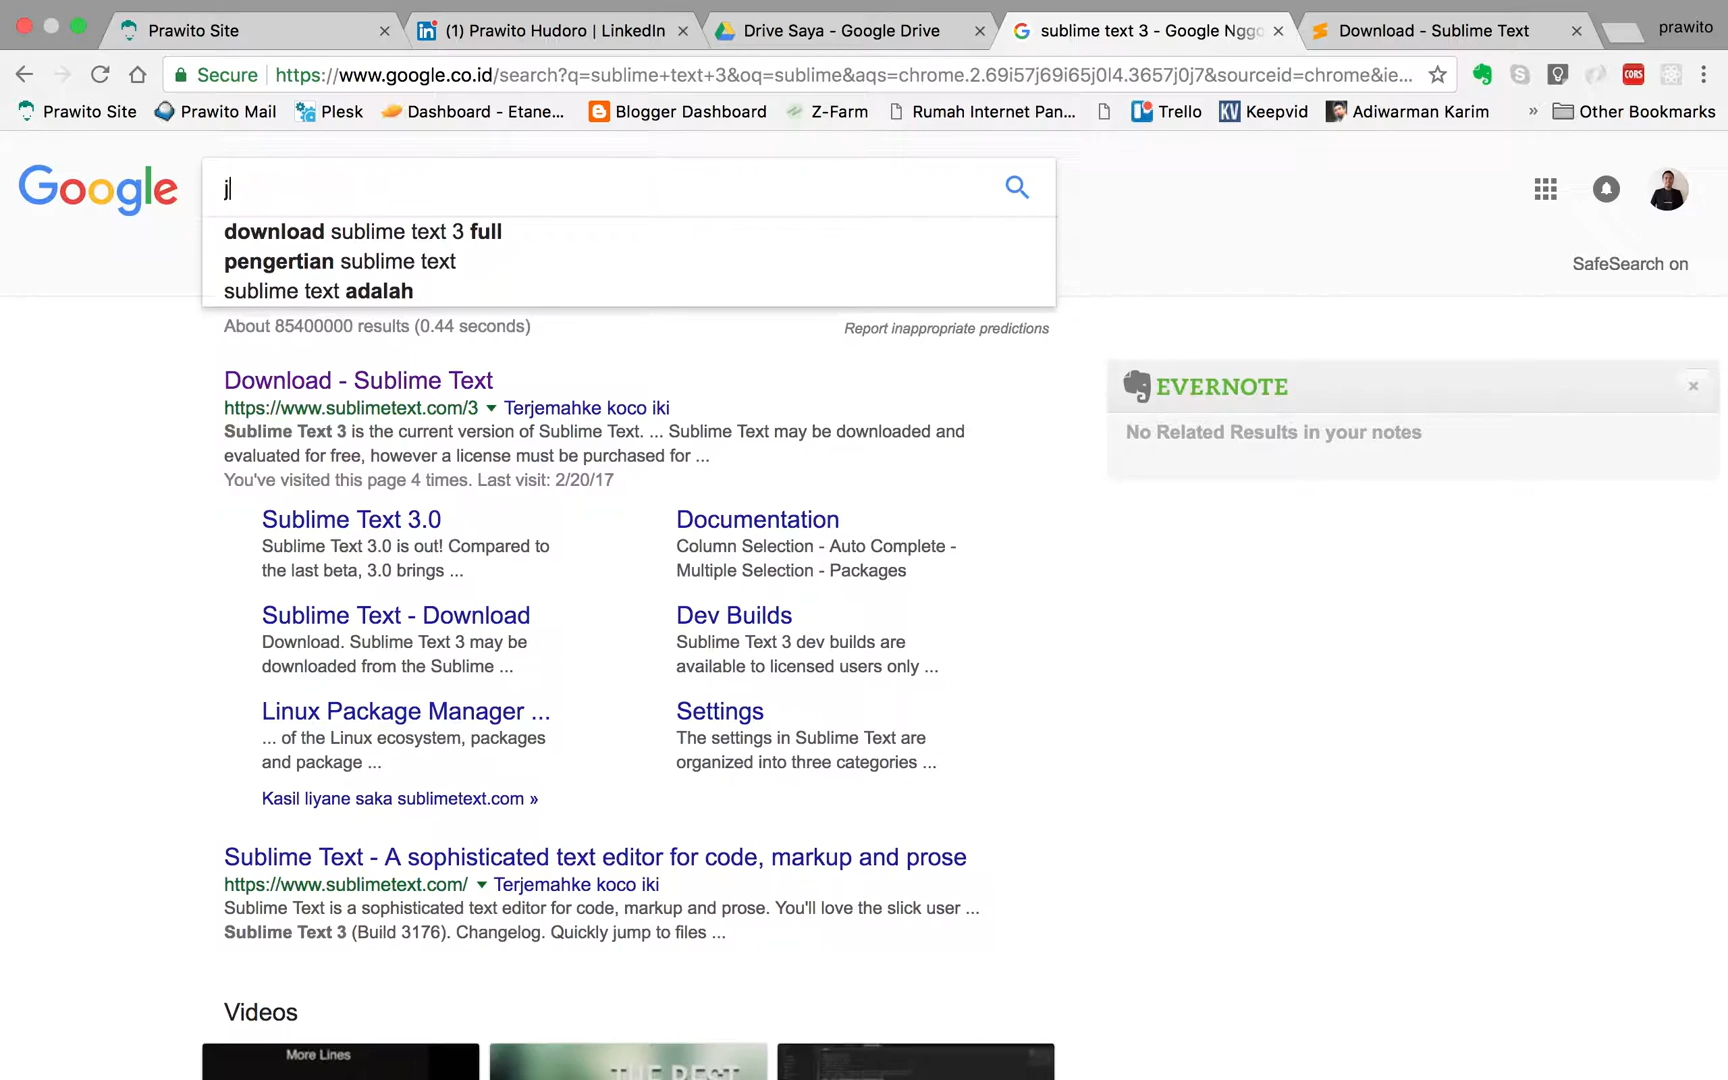 Prawito Site
(1) Prawito Hudoro | LinkedIn
Drive Saya - Google Drive
sublime text 3 - Google Nggo
Download - Sublime Text
prawito
Secure
https://www.google.co.id/search?q=sublime+text+3&oq=sublime&aqs=chrome.2.69i57j69i65j0l4.3657j0j7&sourceid=chrome&ie...
CORS
Prawito Site
Prawito Mail
Plesk
Dashboard - Etane...
Blogger Dashboard
Z-Farm
Rumah Internet Pan...
Trello
KV Keepvid
Adiwarman Karim
»
Other Bookmarks
Google
j
download sublime text 3 full
pengertian sublime text
sublime text adalah
SafeSearch on
About 85400000 results (0.44 seconds)
Report inappropriate predictions
Download - Sublime Text
https://www.sublimetext.com/3 ▼ Terjemahke koco iki
Sublime Text 3 is the current version of Sublime Text. ... Sublime Text may be downloaded and
evaluated for free, however a license must be purchased for ...
You've visited this page 4 times. Last visit: 2/20/17
EVERNOTE
No Related Results in your notes
Sublime Text 3.0
Sublime Text 3.0 is out! Compared to
the last beta, 3.0 brings ...
Documentation
Column Selection - Auto Complete -
Multiple Selection - Packages
Sublime Text - Download
Download. Sublime Text 3 may be
downloaded from the Sublime ...
Dev Builds
Sublime Text 3 dev builds are
available to licensed users only ...
Linux Package Manager ...
... of the Linux ecosystem, packages
and package ...
Settings
The settings in Sublime Text are
organized into three categories ...
Kasil liyane saka sublimetext.com »
Sublime Text - A sophisticated text editor for code, markup and prose
https://www.sublimetext.com/ ▼ Terjemahke koco iki
Sublime Text is a sophisticated text editor for code, markup and prose. You'll love the slick user ...
Sublime Text 3 (Build 3176). Changelog. Quickly jump to files ...
Videos
More Lines
THE BEST